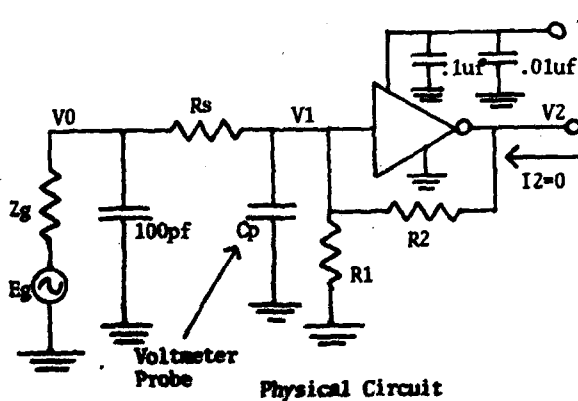 .1uf .01uf
V0 Rs V1 V2
I2=0
Zg 100pf Cp R2
R1
Eg
Voltmeter
Probe
Physical Circuit